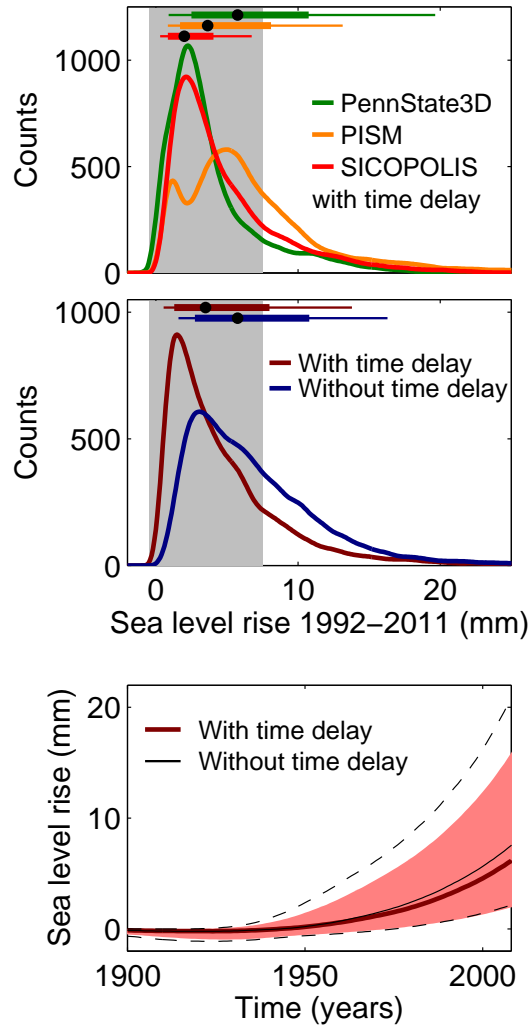 1000
500
0
Counts
PennState3D
PISM
SICOPOLIS
with time delay
1000
500
0
Counts
With time delay
Without time delay
0 10 20
Sea level rise 1992−2011 (mm)
20
10
0
Sea level rise (mm)
With time delay
Without time delay
1900 1950 2000
Time (years)